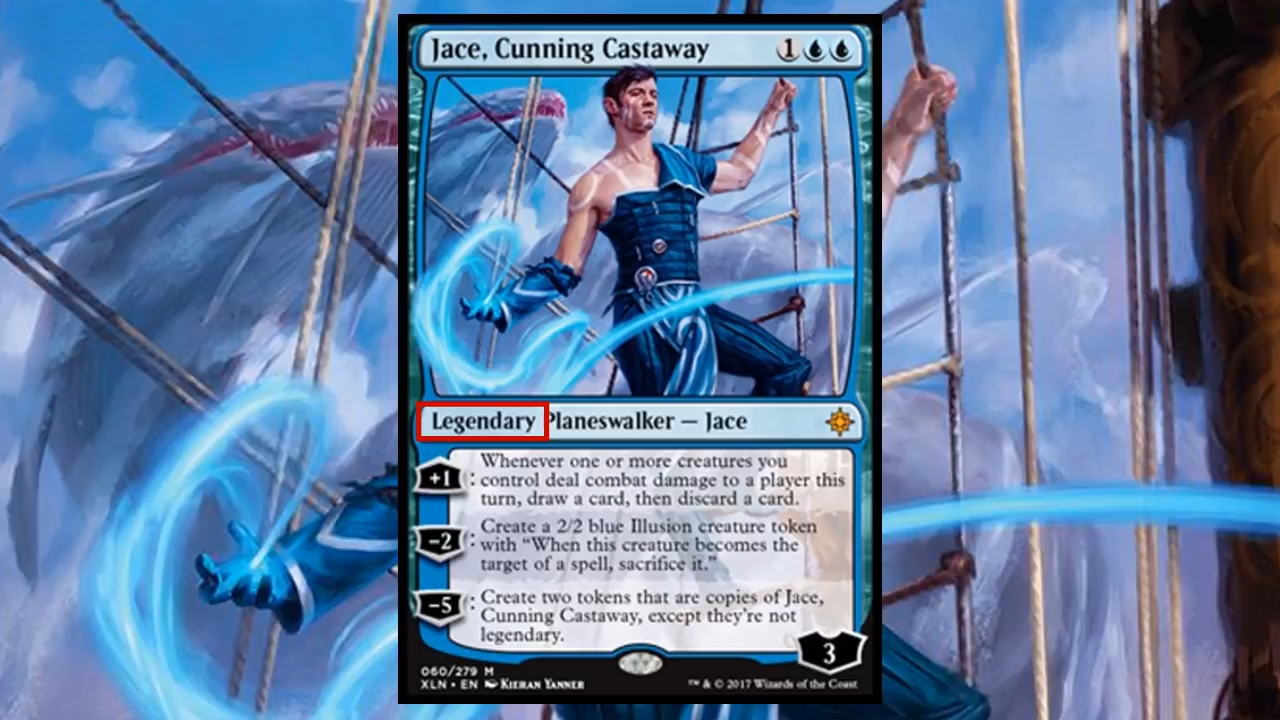 Jace, Cunning Castaway 1
Legendary Planeswalker — Jace
+1: Whenever one or more creatures you
control deal combat damage to a player this
turn, draw a card, then discard a card.
−2: Create a 2/2 blue Illusion creature token
with “When this creature becomes the
target of a spell, sacrifice it.”
−5: Create two tokens that are copies of Jace,
Cunning Castaway, except they're not
legendary.
3
060/279 M
XLN • EN KIERAN YANNER
™ & © 2017 Wizards of the Coast